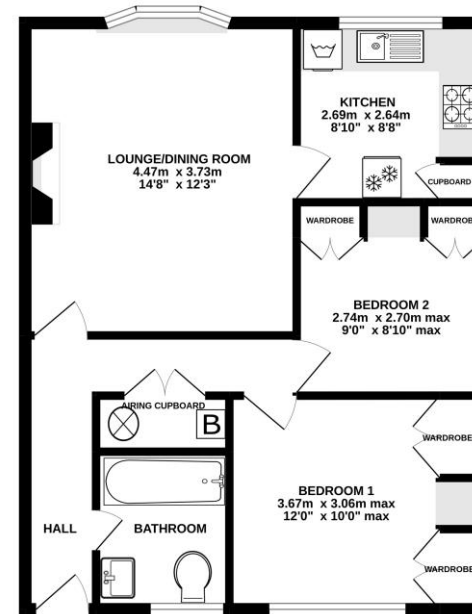 KITCHEN
2.69m x 2.64m
8'10" x 8'8"
LOUNGE/DINING ROOM
4.47m x 3.73m
14'8" x 12'3"
CUPBOARD
WARDROBE
WARDROBE
BEDROOM 2
2.74m x 2.70m max
9'0" x 8'10" max
AIRING CUPBOARD
B
WARDROBE
BEDROOM 1
3.67m x 3.06m max
12'0" x 10'0" max
HALL
BATHROOM
WARDROBE